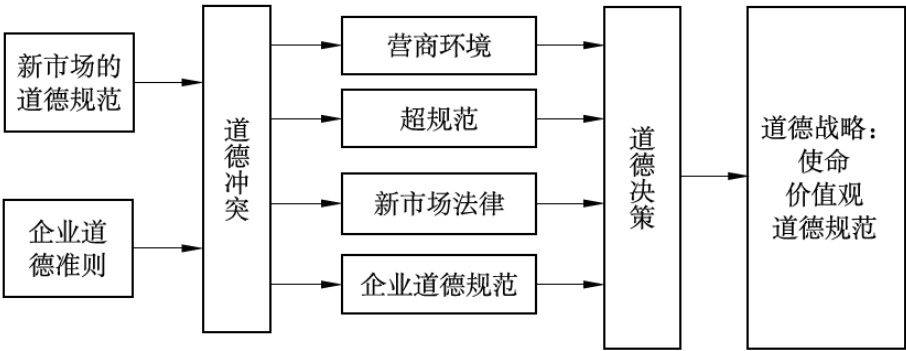 新市场的
道德规范
企业道
德准则
道德冲突
营商环境
超规范
新市场法律
企业道德规范
道德决策
道德战略：
使命
价值观
道德规范